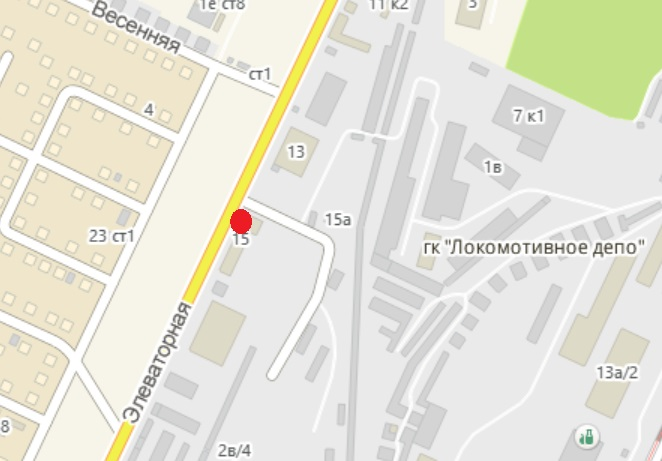 1е ст8
11 к2
3
Весенняя
ст1
4
7 к1
13
1в
15а
23 ст1
15
гк "Локомотивное депо"
Элеваторная
13а/2
8
2в/4